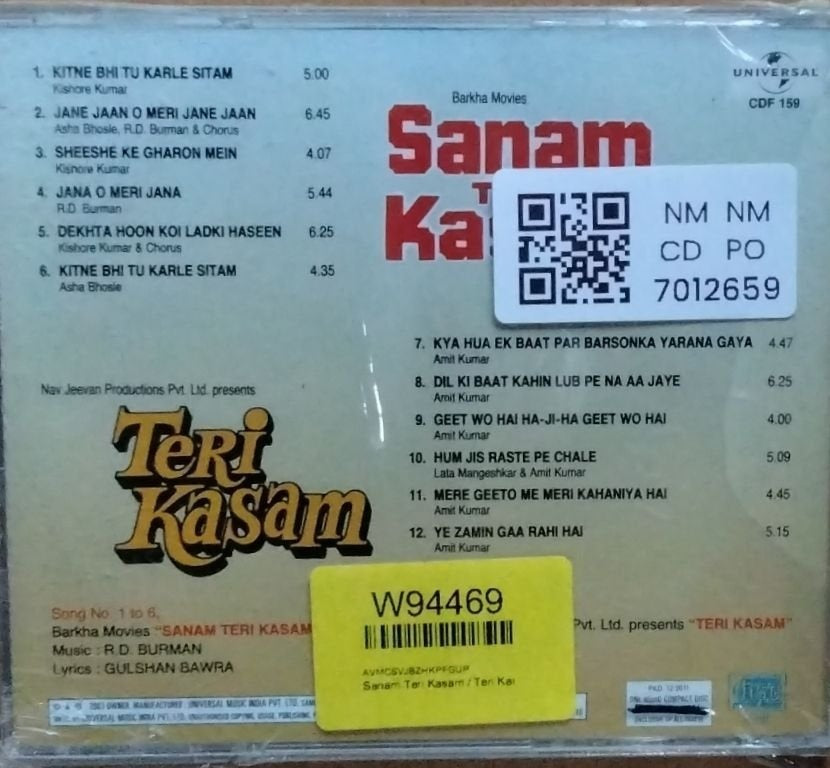 1. KITNE BHI TU KARLE SITAM 5.00
Kishore Kumar
2. JANE JAAN O MERI JANE JAAN 6.45
Asha Bhosle, R.D. Burman & Chorus
3. SHEESHE KE GHARON MEIN 4.07
Kishore Kumar
4. JANA O MERI JANA 5.44
R.D. Burman
5. DEKHTA HOON KOI LADKI HASEEN 6.25
Kishore Kumar & Chorus
6. KITNE BHI TU KARLE SITAM 4.35
Asha Bhosle
UNIVERSAL
CDF 159
Barkha Movies
Sanam
NM NM
CD PO
7012659
7. KYA HUA EK BAAT PAR BARSONKA YARANA GAYA 4.47
Amit Kumar
8. DIL KI BAAT KAHIN LUB PE NA AA JAYE 6.25
Amit Kumar
9. GEET WO HAI HA-JI-HA GEET WO HAI 4.00
Amit Kumar
10. HUM JIS RASTE PE CHALE 5.09
Lata Mangeshkar & Amit Kumar
11. MERE GEETO ME MERI KAHANIYA HAI 4.45
Amit Kumar
12. YE ZAMIN GAA RAHI HAI 5.15
Amit Kumar
Nav Jeevan Productions Pvt. Ltd. presents
Teri
Kasam
Song No. 1 to 6,
Barkha Movies "SANAM TERI KASAM
Music : R.D. BURMAN
Lyrics : GULSHAN BAWRA
Pvt. Ltd. presents "TERI KASAM"
W94469
Sanam Teri Kasam / Teri Kas